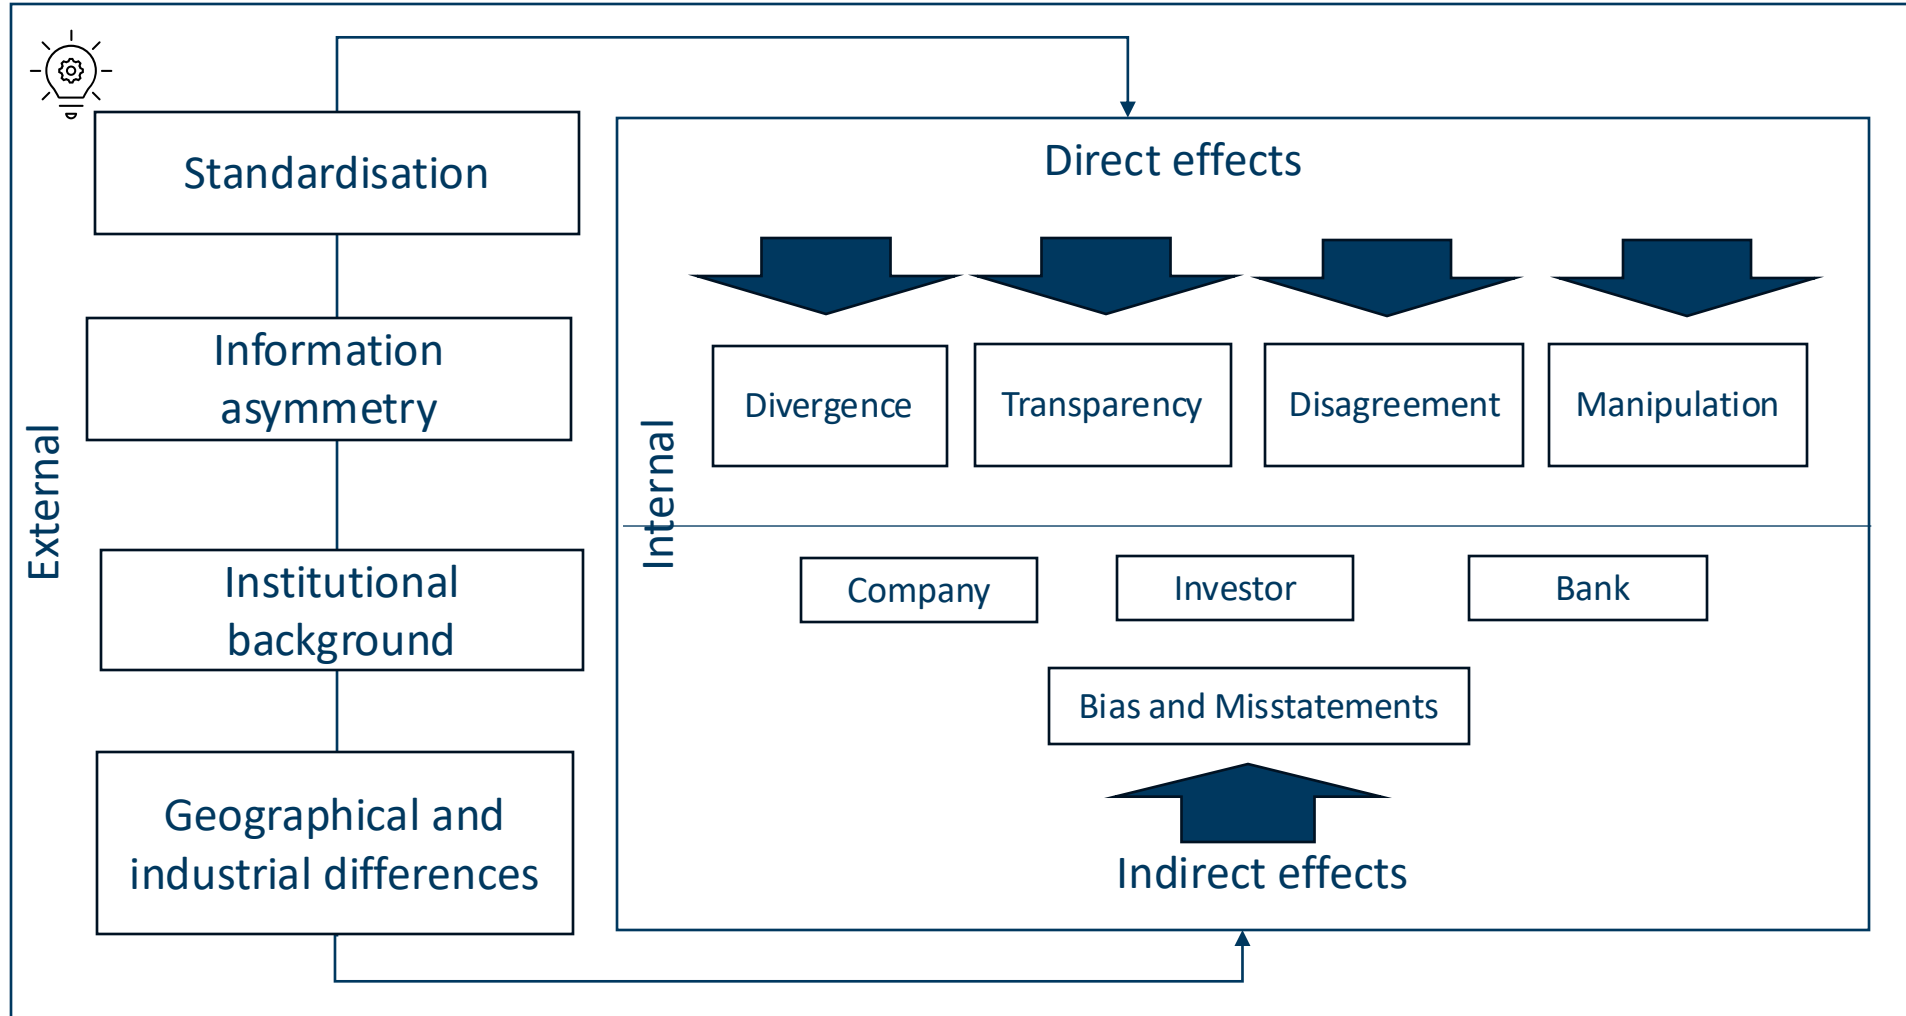 External
Standardisation
Information
asymmetry
Institutional
background
Geographical and
industrial differences
Internal
Direct effects
Divergence
Transparency
Disagreement
Manipulation
Company
Investor
Bank
Bias and Misstatements
Indirect effects